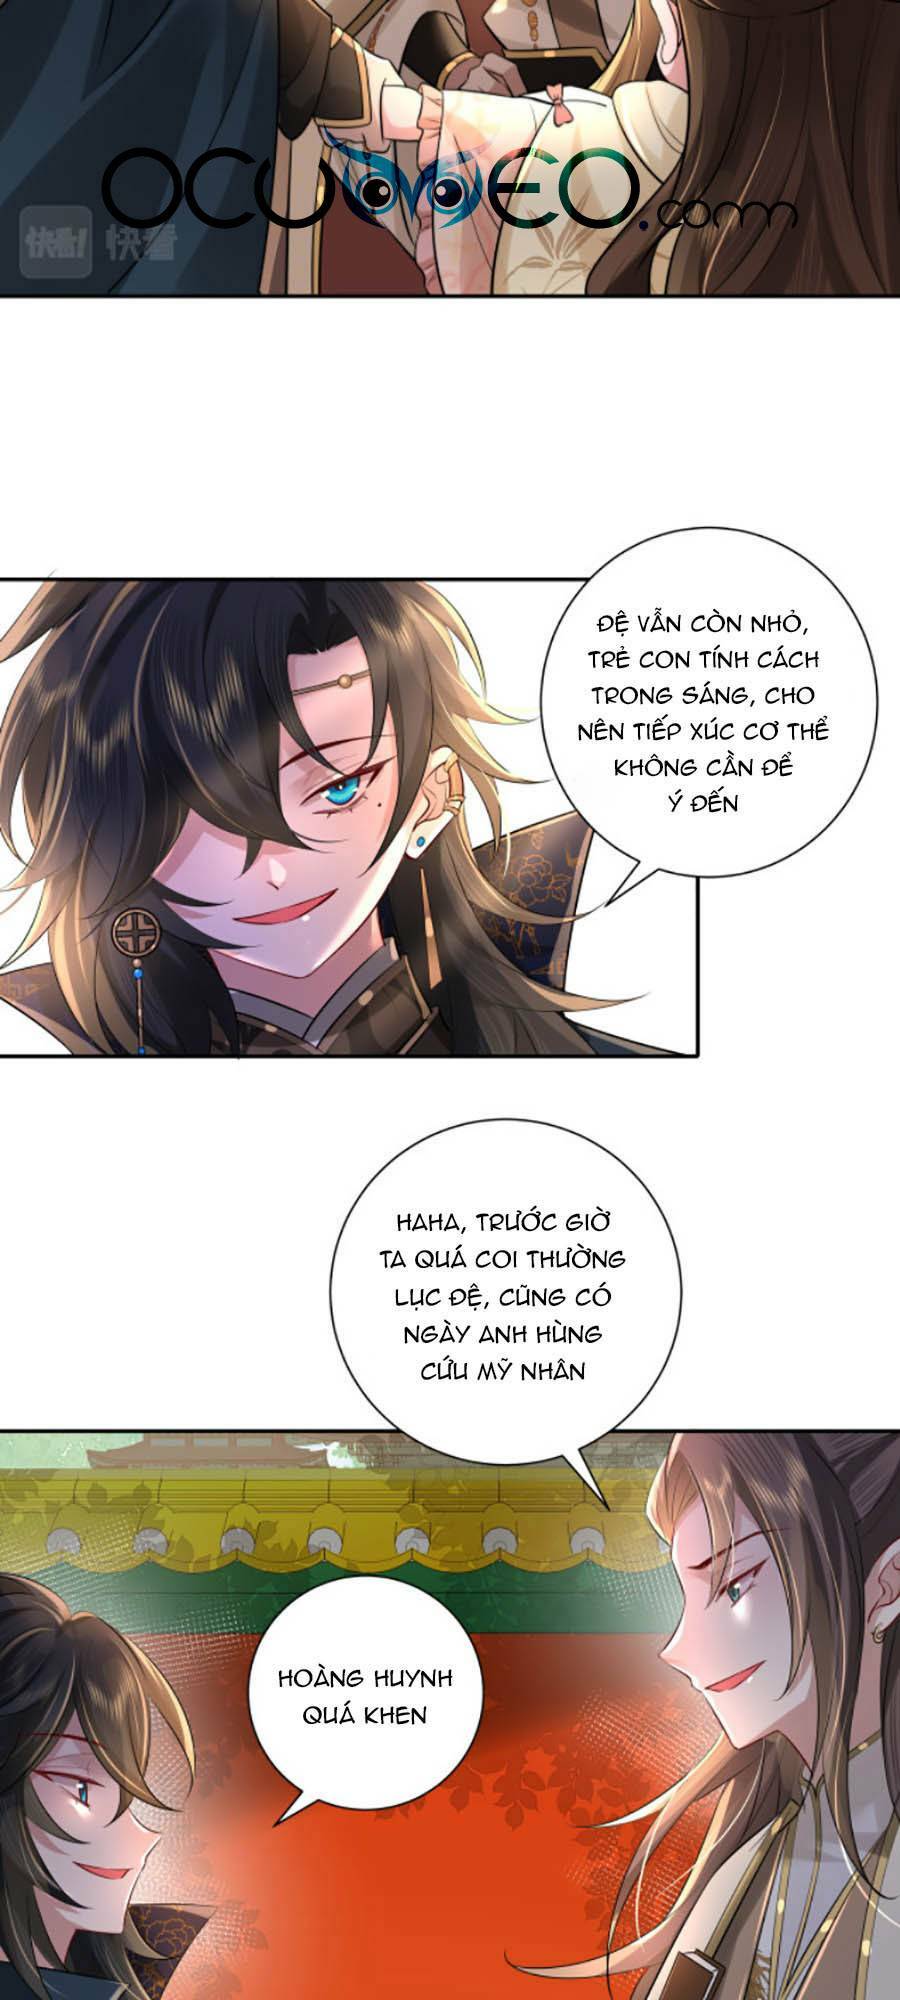 OCUMEO.com
快看! 快看
ĐỆ VẪN CÒN NHỎ,
TRẺ CON TÍNH CÁCH
TRONG SÁNG, CHO
NÊN TIẾP XÚC CƠ THỂ
KHÔNG CẦN ĐỂ
Ý ĐẾN
HAHA, TRƯỚC GIỜ
TA QUÁ COI THƯỜNG
LỤC ĐỆ, CŨNG CÓ
NGÀY ANH HÙNG
CỨU MỸ NHÂN
HOÀNG HUYNH
QUÁ KHEN